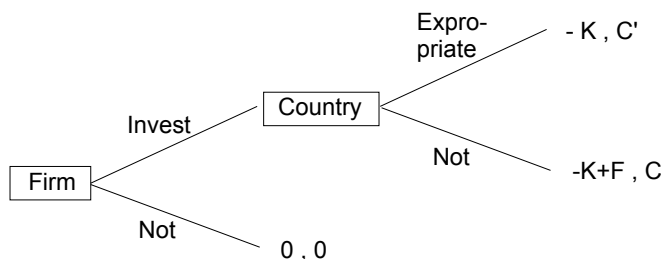 Expro-
priate
- K , C'
Country
Invest
Not
-K+F , C
Firm
Not
0 , 0